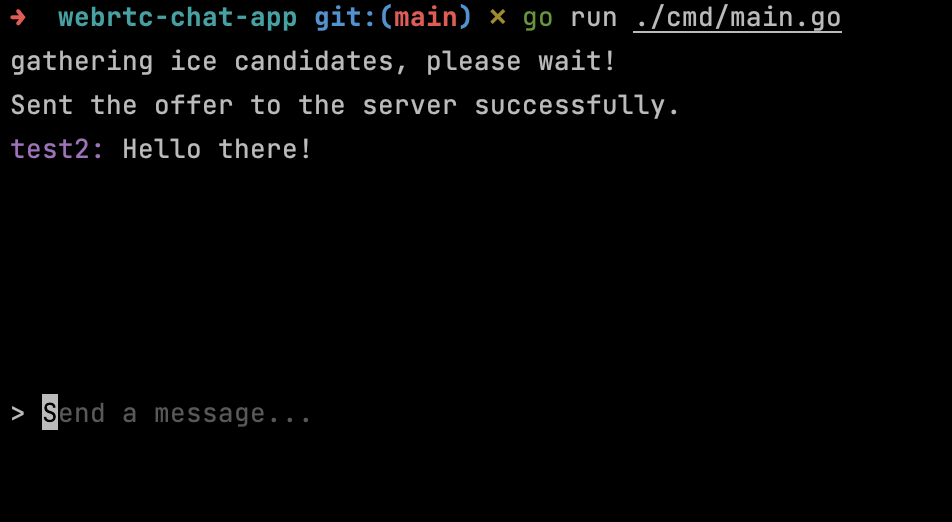 ➜ webrtc-chat-app git:(main) ✗ go run ./cmd/main.go
gathering ice candidates, please wait!
Sent the offer to the server successfully.
test2: Hello there!
> Send a message...